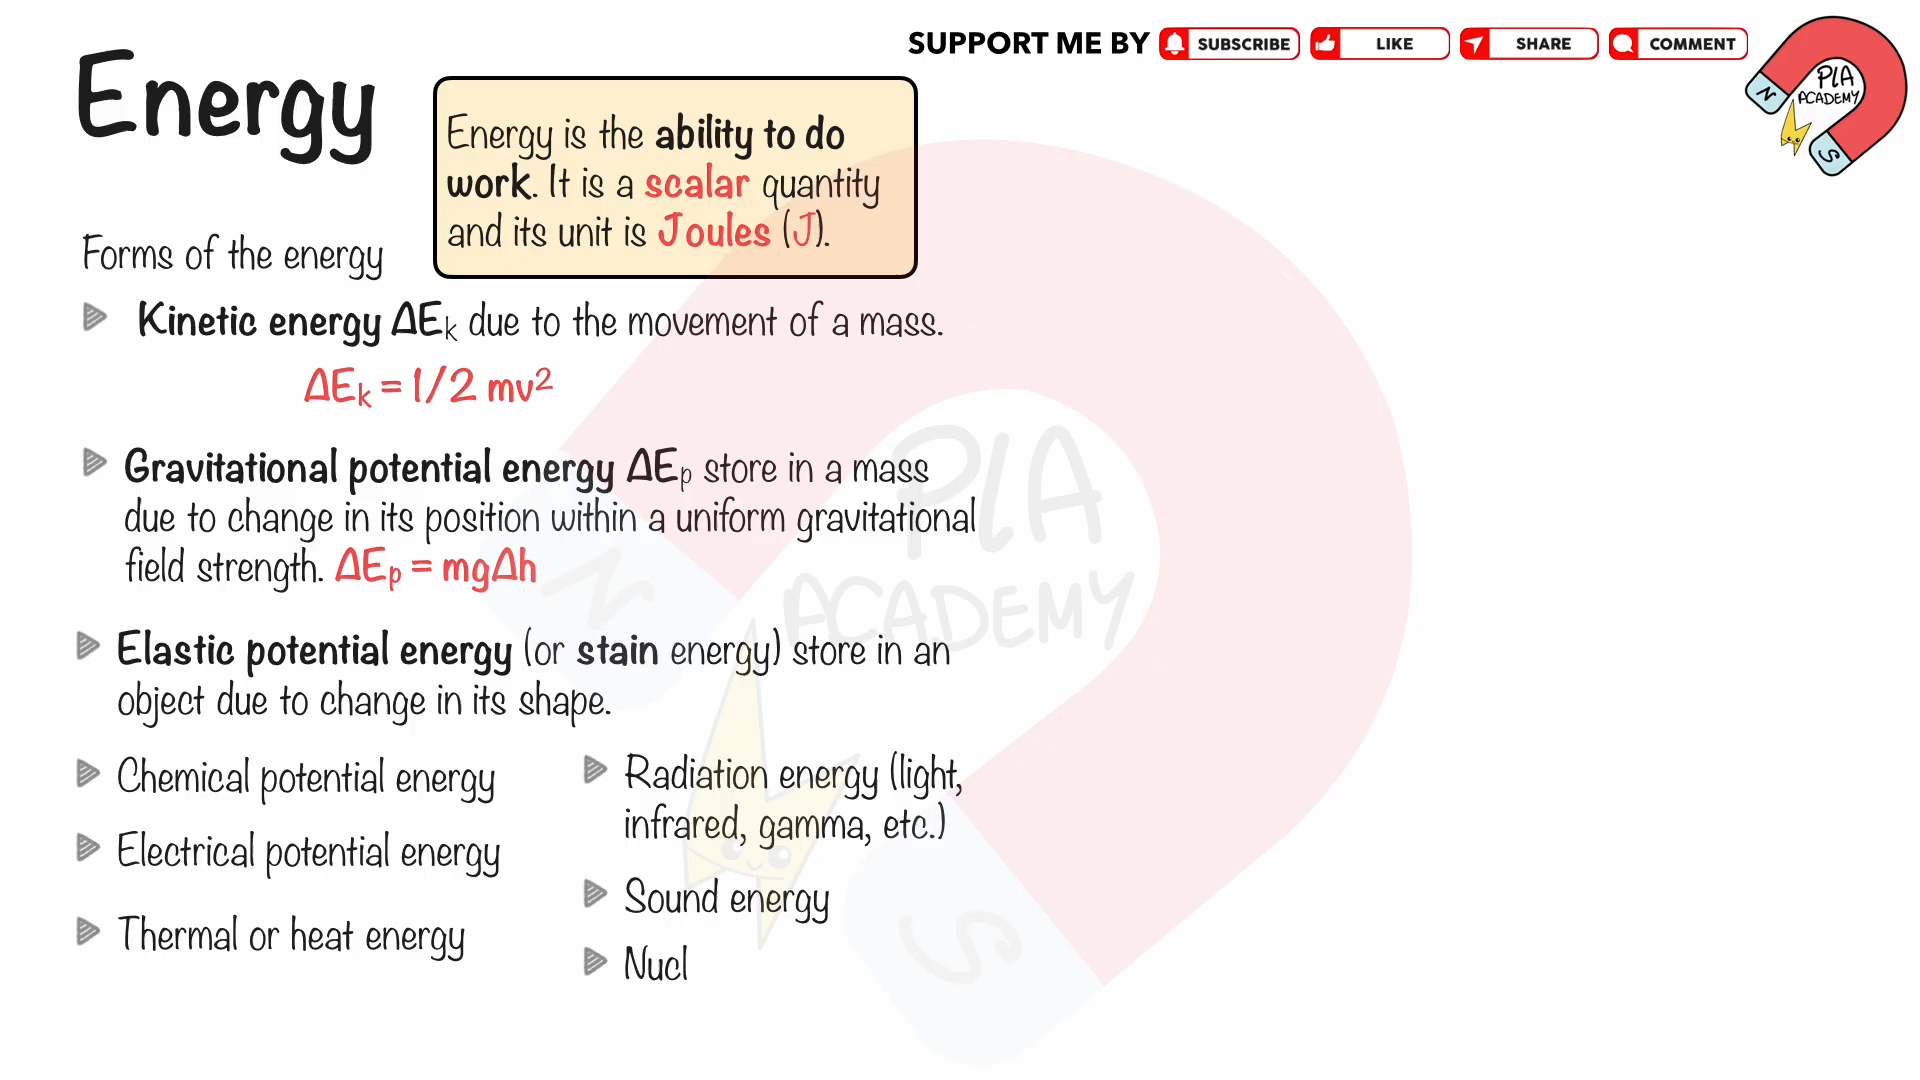 SUPPORT ME BY SUBSCRIBE LIKE SHARE COMMENT
PLA
ACADEMY
N
S
Energy
Energy is the ability to do
work. It is a scalar quantity
and its unit is Joules (J).
Forms of the energy
Kinetic energy ΔEk due to the movement of a mass.
ΔEk = 1/2 mv²
Gravitational potential energy ΔEp store in a mass
due to change in its position within a uniform gravitational
field strength. ΔEp = mgΔh
Elastic potential energy (or stain energy) store in an
object due to change in its shape.
Chemical potential energy
Electrical potential energy
Thermal or heat energy
Radiation energy (light,
infrared, gamma, etc.)
Sound energy
Nucl
PLA
ACADEMY
N
S